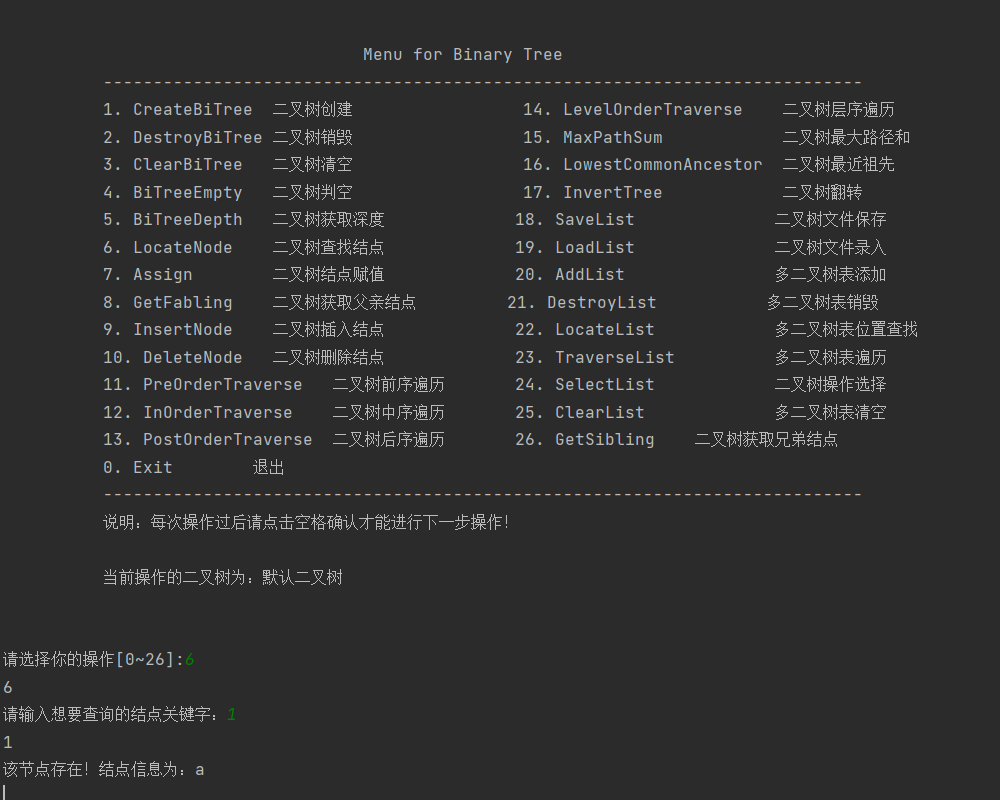 Menu for Binary Tree
----------------------------------------------------------------------------
1. CreateBiTree 二叉树创建 14. LevelOrderTraverse 二叉树层序遍历
2. DestroyBiTree 二叉树销毁 15. MaxPathSum 二叉树最大路径和
3. ClearBiTree 二叉树清空 16. LowestCommonAncestor 二叉树最近祖先
4. BiTreeEmpty 二叉树判空 17. InvertTree 二叉树翻转
5. BiTreeDepth 二叉树获取深度 18. SaveList 二叉树文件保存
6. LocateNode 二叉树查找结点 19. LoadList 二叉树文件录入
7. Assign 二叉树结点赋值 20. AddList 多二叉树表添加
8. GetFabling 二叉树获取父亲结点 21. DestroyList 多二叉树表销毁
9. InsertNode 二叉树插入结点 22. LocateList 多二叉树表位置查找
10. DeleteNode 二叉树删除结点 23. TraverseList 多二叉树表遍历
11. PreOrderTraverse 二叉树前序遍历 24. SelectList 二叉树操作选择
12. InOrderTraverse 二叉树中序遍历 25. ClearList 多二叉树表清空
13. PostOrderTraverse 二叉树后序遍历 26. GetSibling 二叉树获取兄弟结点
0. Exit 退出
----------------------------------------------------------------------------
说明：每次操作过后请点击空格确认才能进行下一步操作！
当前操作的二叉树为：默认二叉树
请选择你的操作[0~26]:6
6
请输入想要查询的结点关键字：1
1
该节点存在！结点信息为：a